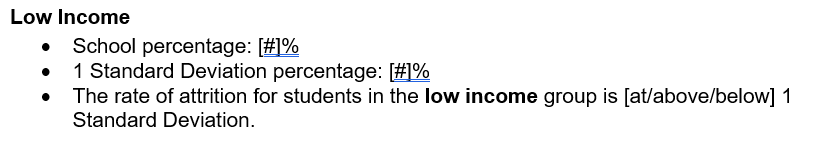 Low Income
• School percentage: [#]%
• 1 Standard Deviation percentage: [#]%
• The rate of attrition for students in the low income group is [at/above/below] 1
Standard Deviation.